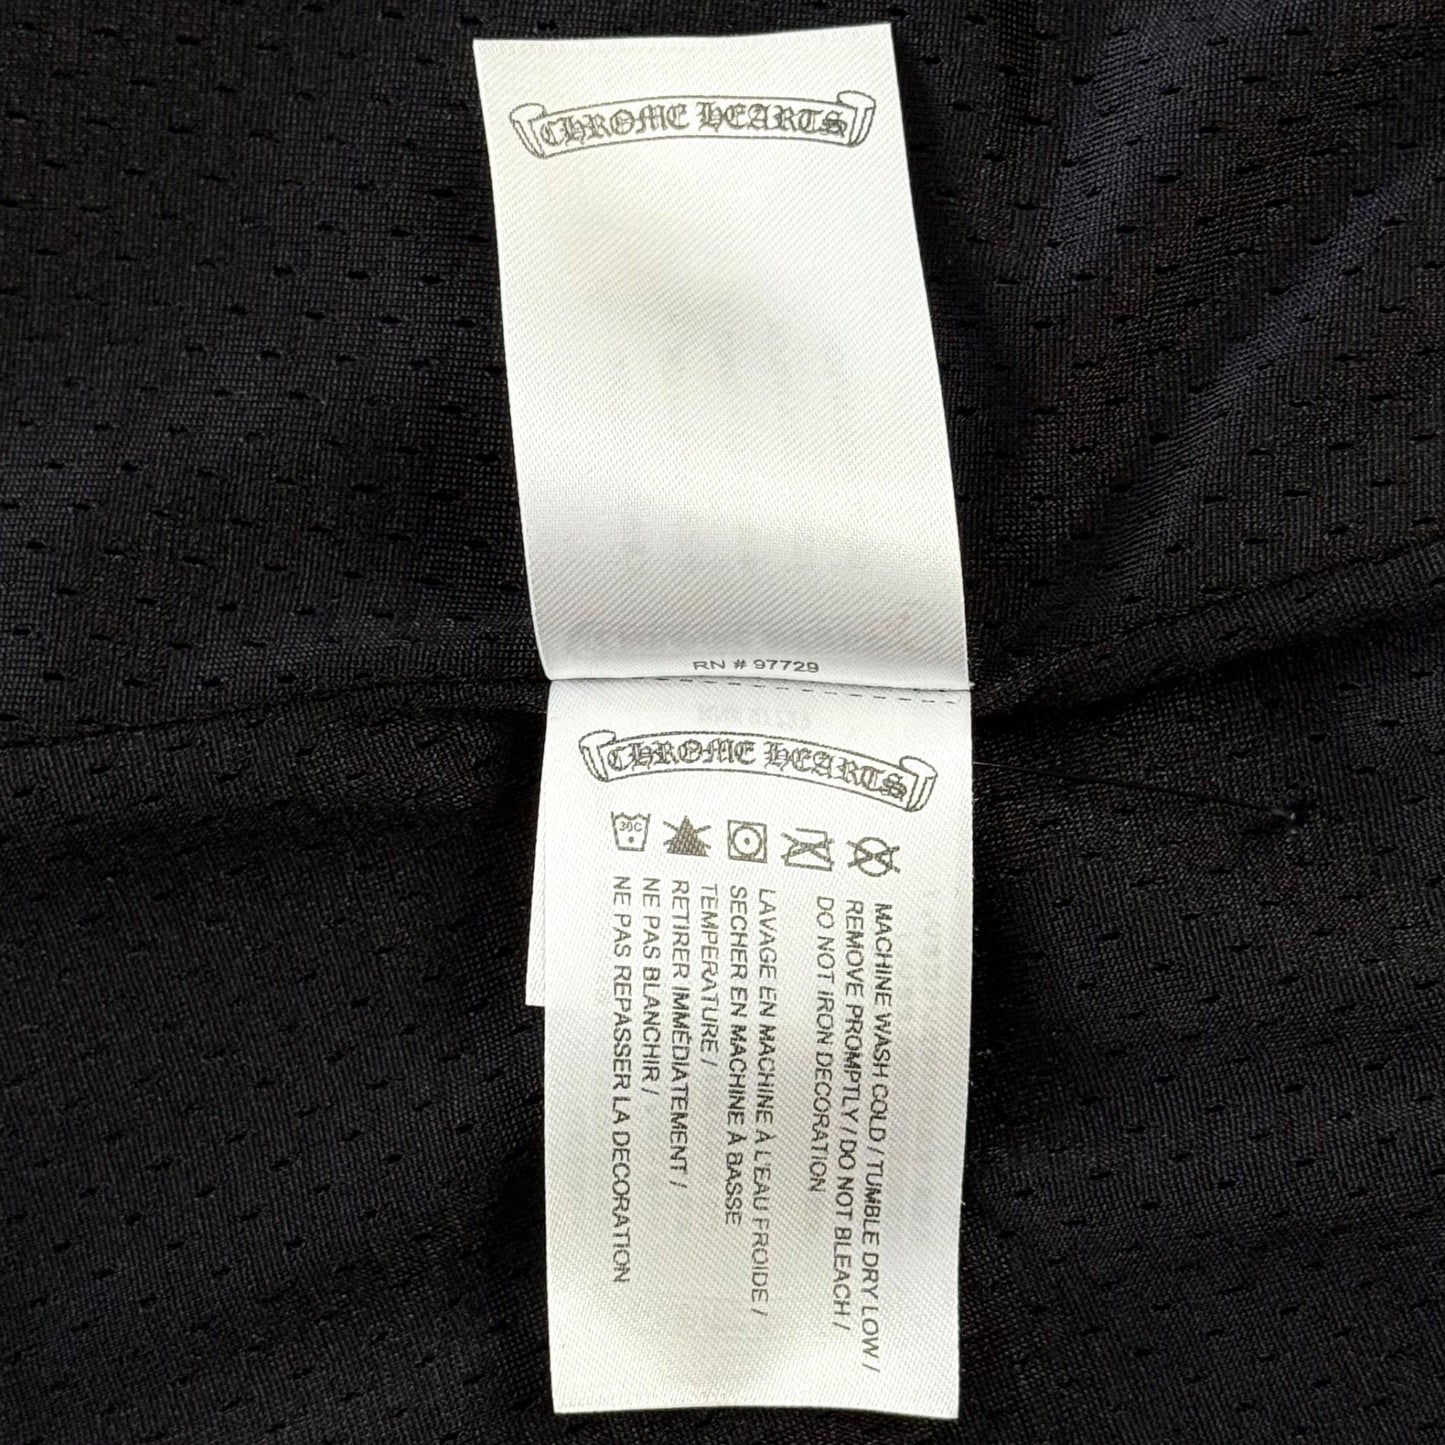 CHROME HEARTS
RN # 97729
CHROME HEARTS
30C
MACHINE WASH COLD / TUMBLE DRY LOW /
REMOVE PROMPTLY / DO NOT BLEACH /
DO NOT IRON DECORATION
LAVAGE EN MACHINE À L'EAU FROIDE /
SECHER EN MACHINE À BASSE
TEMPERATURE /
RETIRER IMMÉDIATEMENT /
NE PAS BLANCHIR /
NE PAS REPASSER LA DECORATION